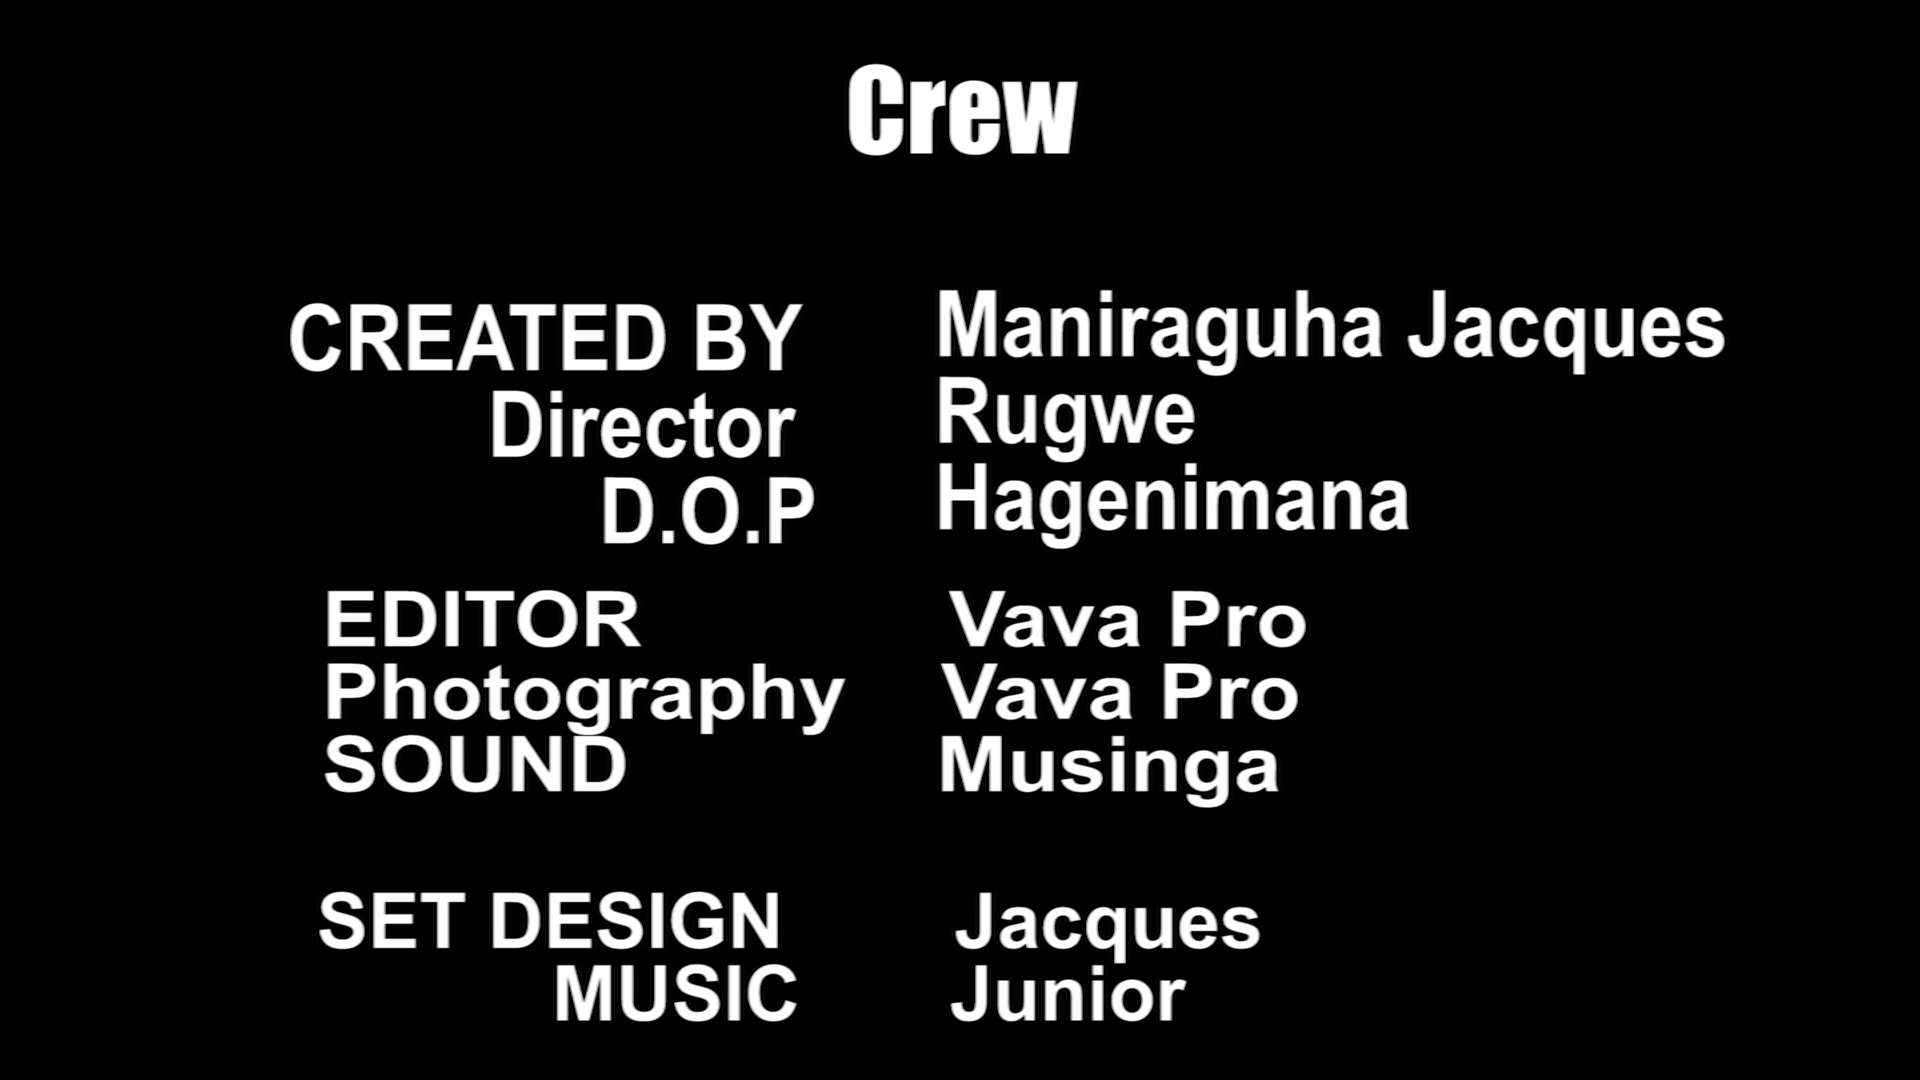 Crew
CREATED BY Maniraguha Jacques
Director Rugwe
D.O.P Hagenimana
EDITOR Vava Pro
Photography Vava Pro
SOUND Musinga
SET DESIGN Jacques
MUSIC Junior